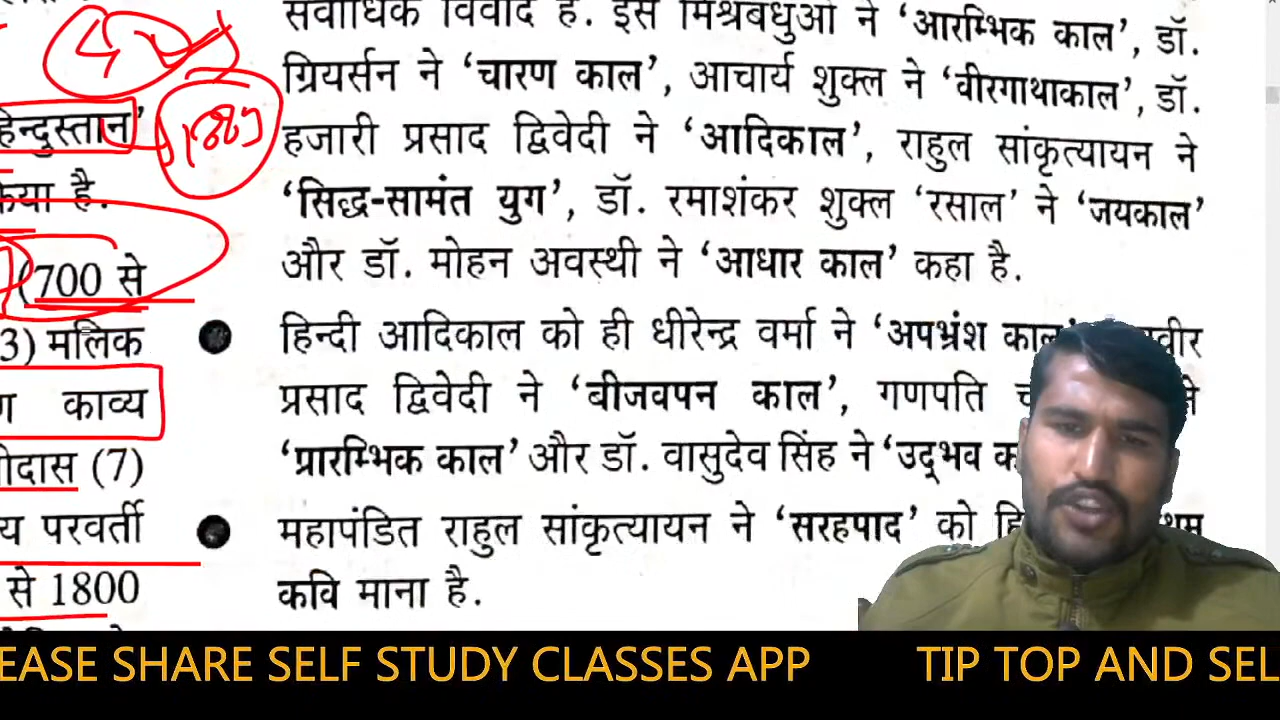 सर्वाधिक विवाद है. इसे मिश्रबंधुओं ने ‘आरम्भिक काल’, डॉ.
ग्रियर्सन ने ‘चारण काल’, आचार्य शुक्ल ने ‘वीरगाथाकाल’, डॉ.
हजारी प्रसाद द्विवेदी ने ‘आदिकाल’, राहुल सांकृत्यायन ने
‘सिद्ध-सामंत युग’, डॉ. रमाशंकर शुक्ल ‘रसाल’ ने ‘जयकाल’
और डॉ. मोहन अवस्थी ने ‘आधार काल’ कहा है.
हिन्दी आदिकाल को ही धीरेन्द्र वर्मा ने ‘अपभ्रंश काल’
प्रसाद द्विवेदी ने ‘बीजवपन काल’, गणपति
‘प्रारम्भिक काल’ और डॉ. वासुदेव सिंह ने ‘उद्‌भव
महापंडित राहुल सांकृत्यायन ने ‘सरहपाद’ को
कवि माना है.
हिन्दुस्तान’
है.
(700 से
3) मलिक
काव्य
(7)
परवर्ती
से 1800
EASE SHARE SELF STUDY CLASSES APP TIP TOP AND SEL